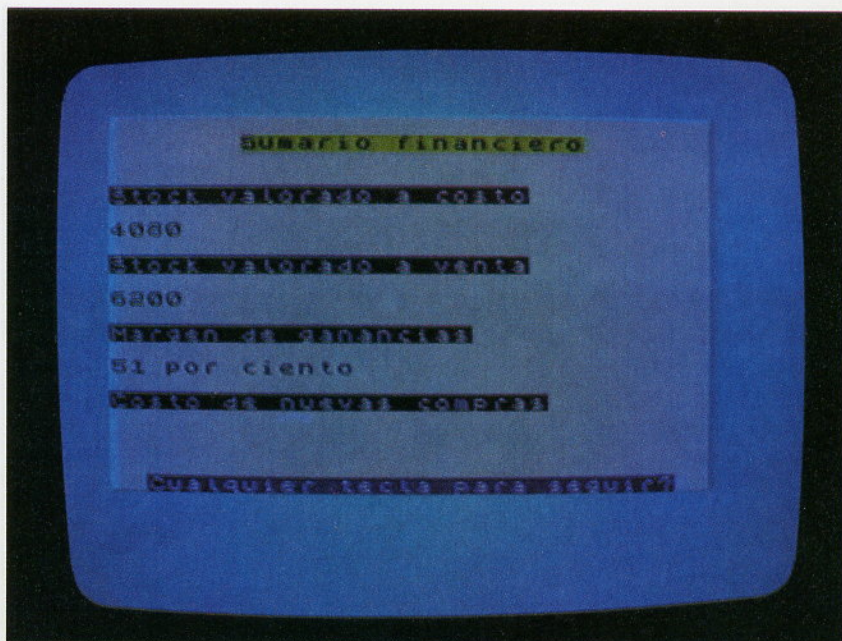 Sumario financiero
Stock valorado a costo
4080
Stock valorado a venta
6200
Margen de ganancias
51 por ciento
Costo de nuevas compras
Cualquier tecla para seguir?